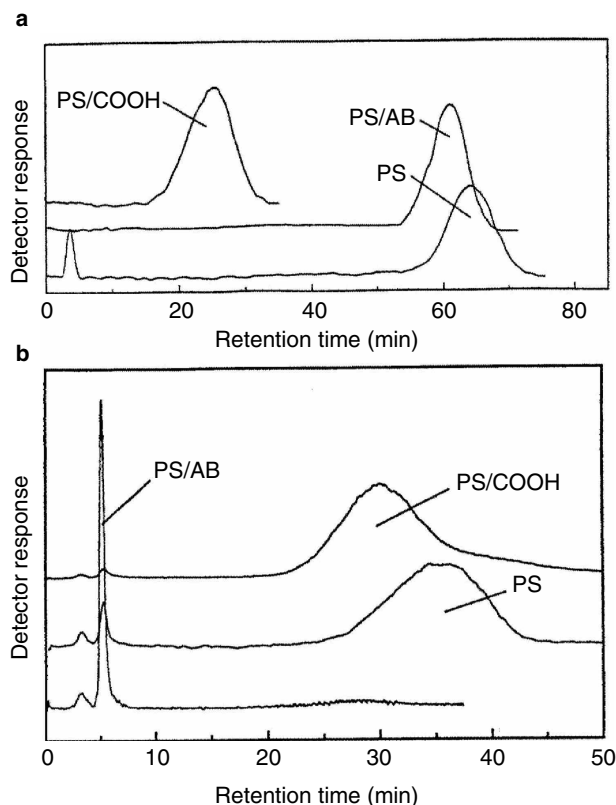 a
PS/COOH
PS/AB
PS
Detector response
0 20 40 60 80
Retention time (min)
b
PS/AB
PS/COOH
PS
Detector response
0 10 20 30 40 50
Retention time (min)